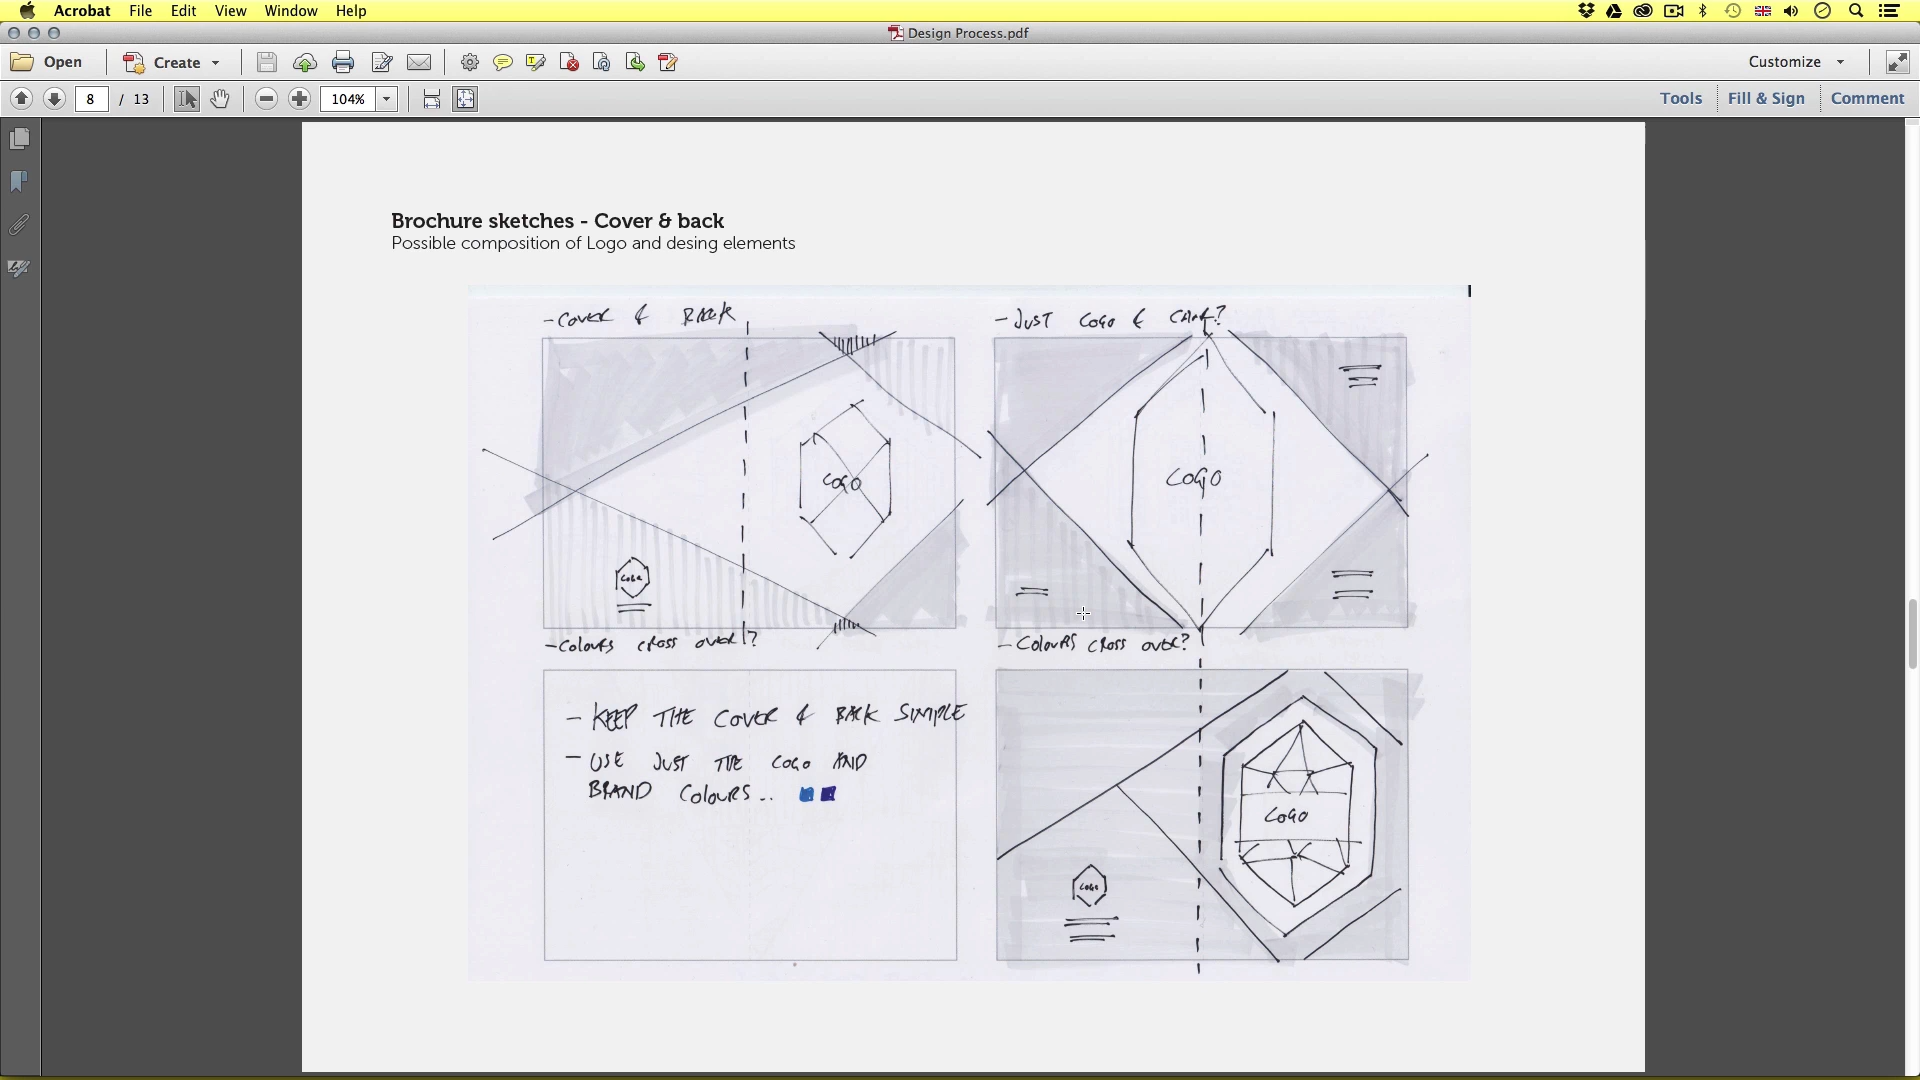 Acrobat File Edit View Window Help
Design Process.pdf
Open Create Customize
8 / 13 104% Tools Fill & Sign Comment
Brochure sketches - Cover & back
Possible composition of Logo and desing elements
- COVER & BACK
LOGO
LOGO
- COLOURS CROSS OVER!?
- JUST LOGO &
LOGO
- COLOURS CROSS OVER?
- KEEP THE COVER & BACK SIMPLE
- USE JUST THE LOGO AND
BRAND COLOURS..
LOGO
LOGO